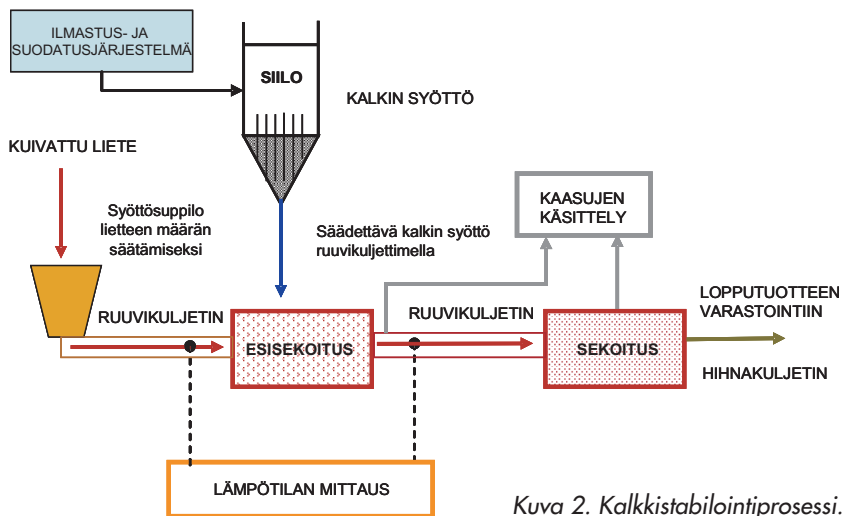 ILMASTUS- JA
SUODATUSJÄRJESTELMÄ
SIILO
KALKIN SYÖTTÖ
KUIVATTU LIETE
Syöttösuppilo
lietteen määrän
säätämiseksi
Säädettävä kalkin syöttö
ruuvikuljettimella
KAASUJEN
KÄSITTELY
RUUVIKULJETIN
ESISEKOITUS
RUUVIKULJETIN
SEKOITUS
LOPPUTUOTTEEN
VARASTOINTIIN
HIHNAKULJETIN
LÄMPÖTILAN MITTAUS
Kuva 2. Kalkkistabilointiprosessi.